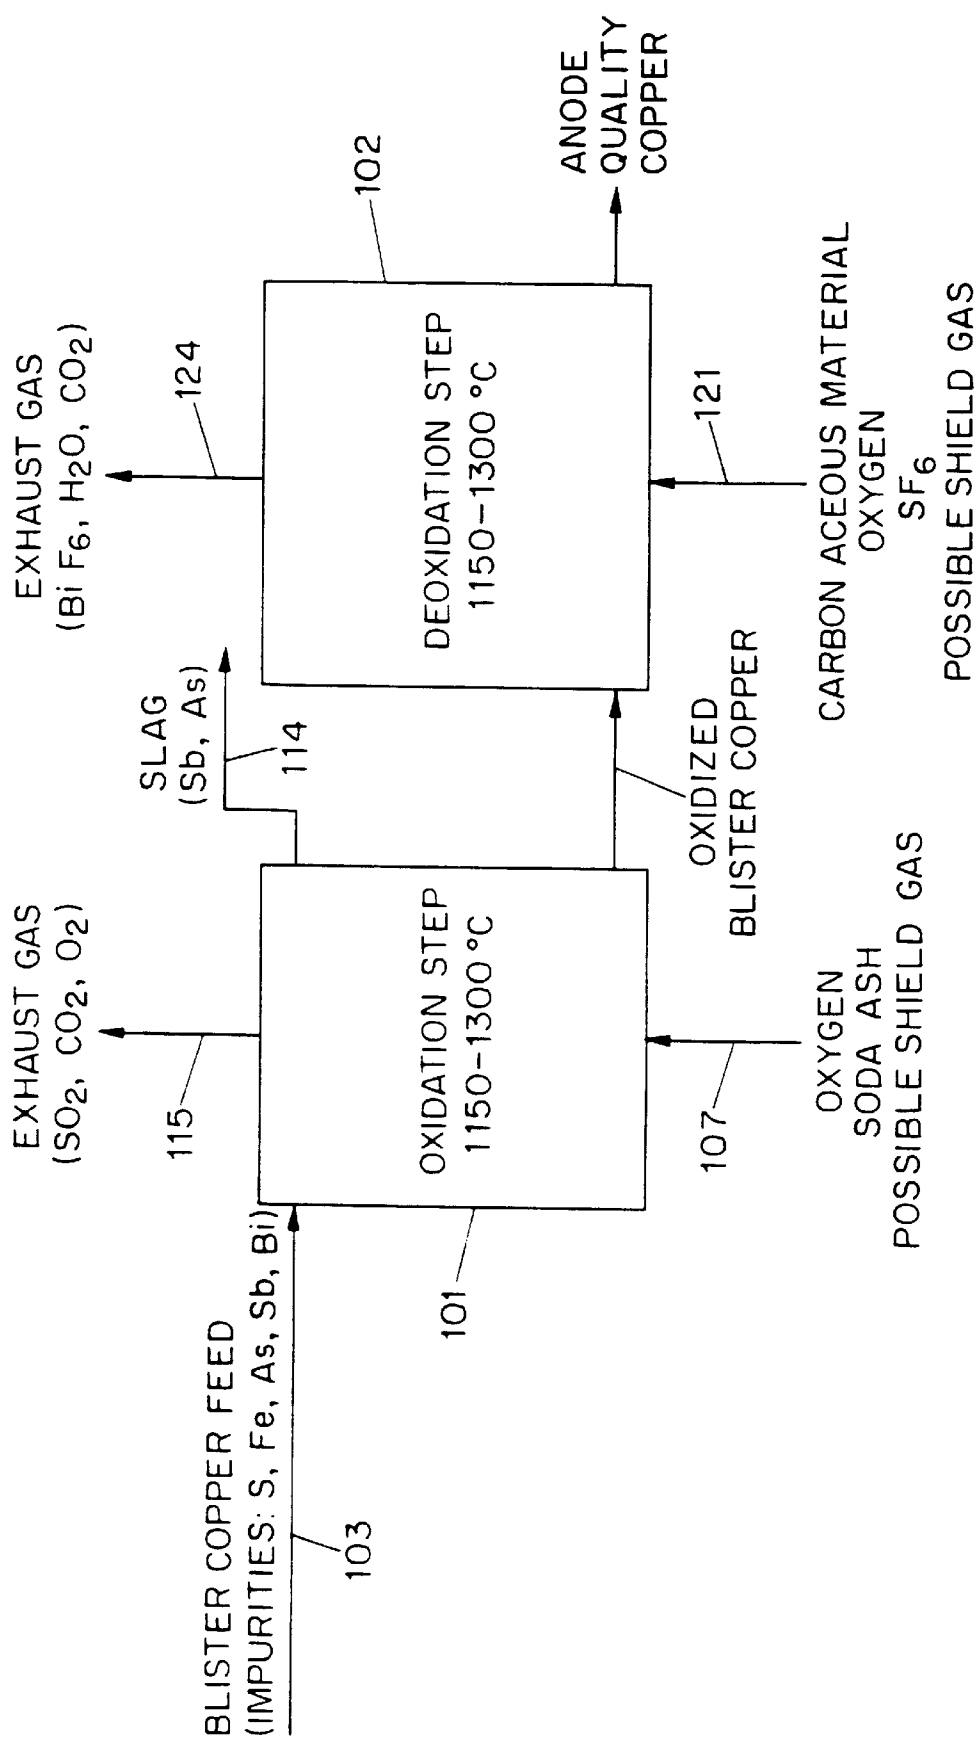 BLISTER COPPER FEED
(IMPURITIES: S, Fe, As, Sb, Bi)
103
EXHAUST GAS
(SO2, CO2, O2)
115
OXIDATION STEP
1150-1300 °C
101
107
OXYGEN
SODA ASH
POSSIBLE SHIELD GAS
SLAG
(Sb, As)
114
OXIDIZED
BLISTER COPPER
EXHAUST GAS
(Bi F6, H2O, CO2)
124
DEOXIDATION STEP
1150-1300 °C
102
121
CARBON ACEOUS MATERIAL
OXYGEN
SF6
POSSIBLE SHIELD GAS
ANODE
QUALITY
COPPER